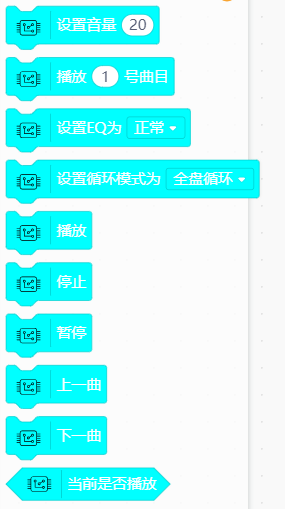 设置音量 20
播放 1 号曲目
设置EQ为 正常
设置循环模式为 全盘循环
播放
停止
暂停
上一曲
下一曲
当前是否播放